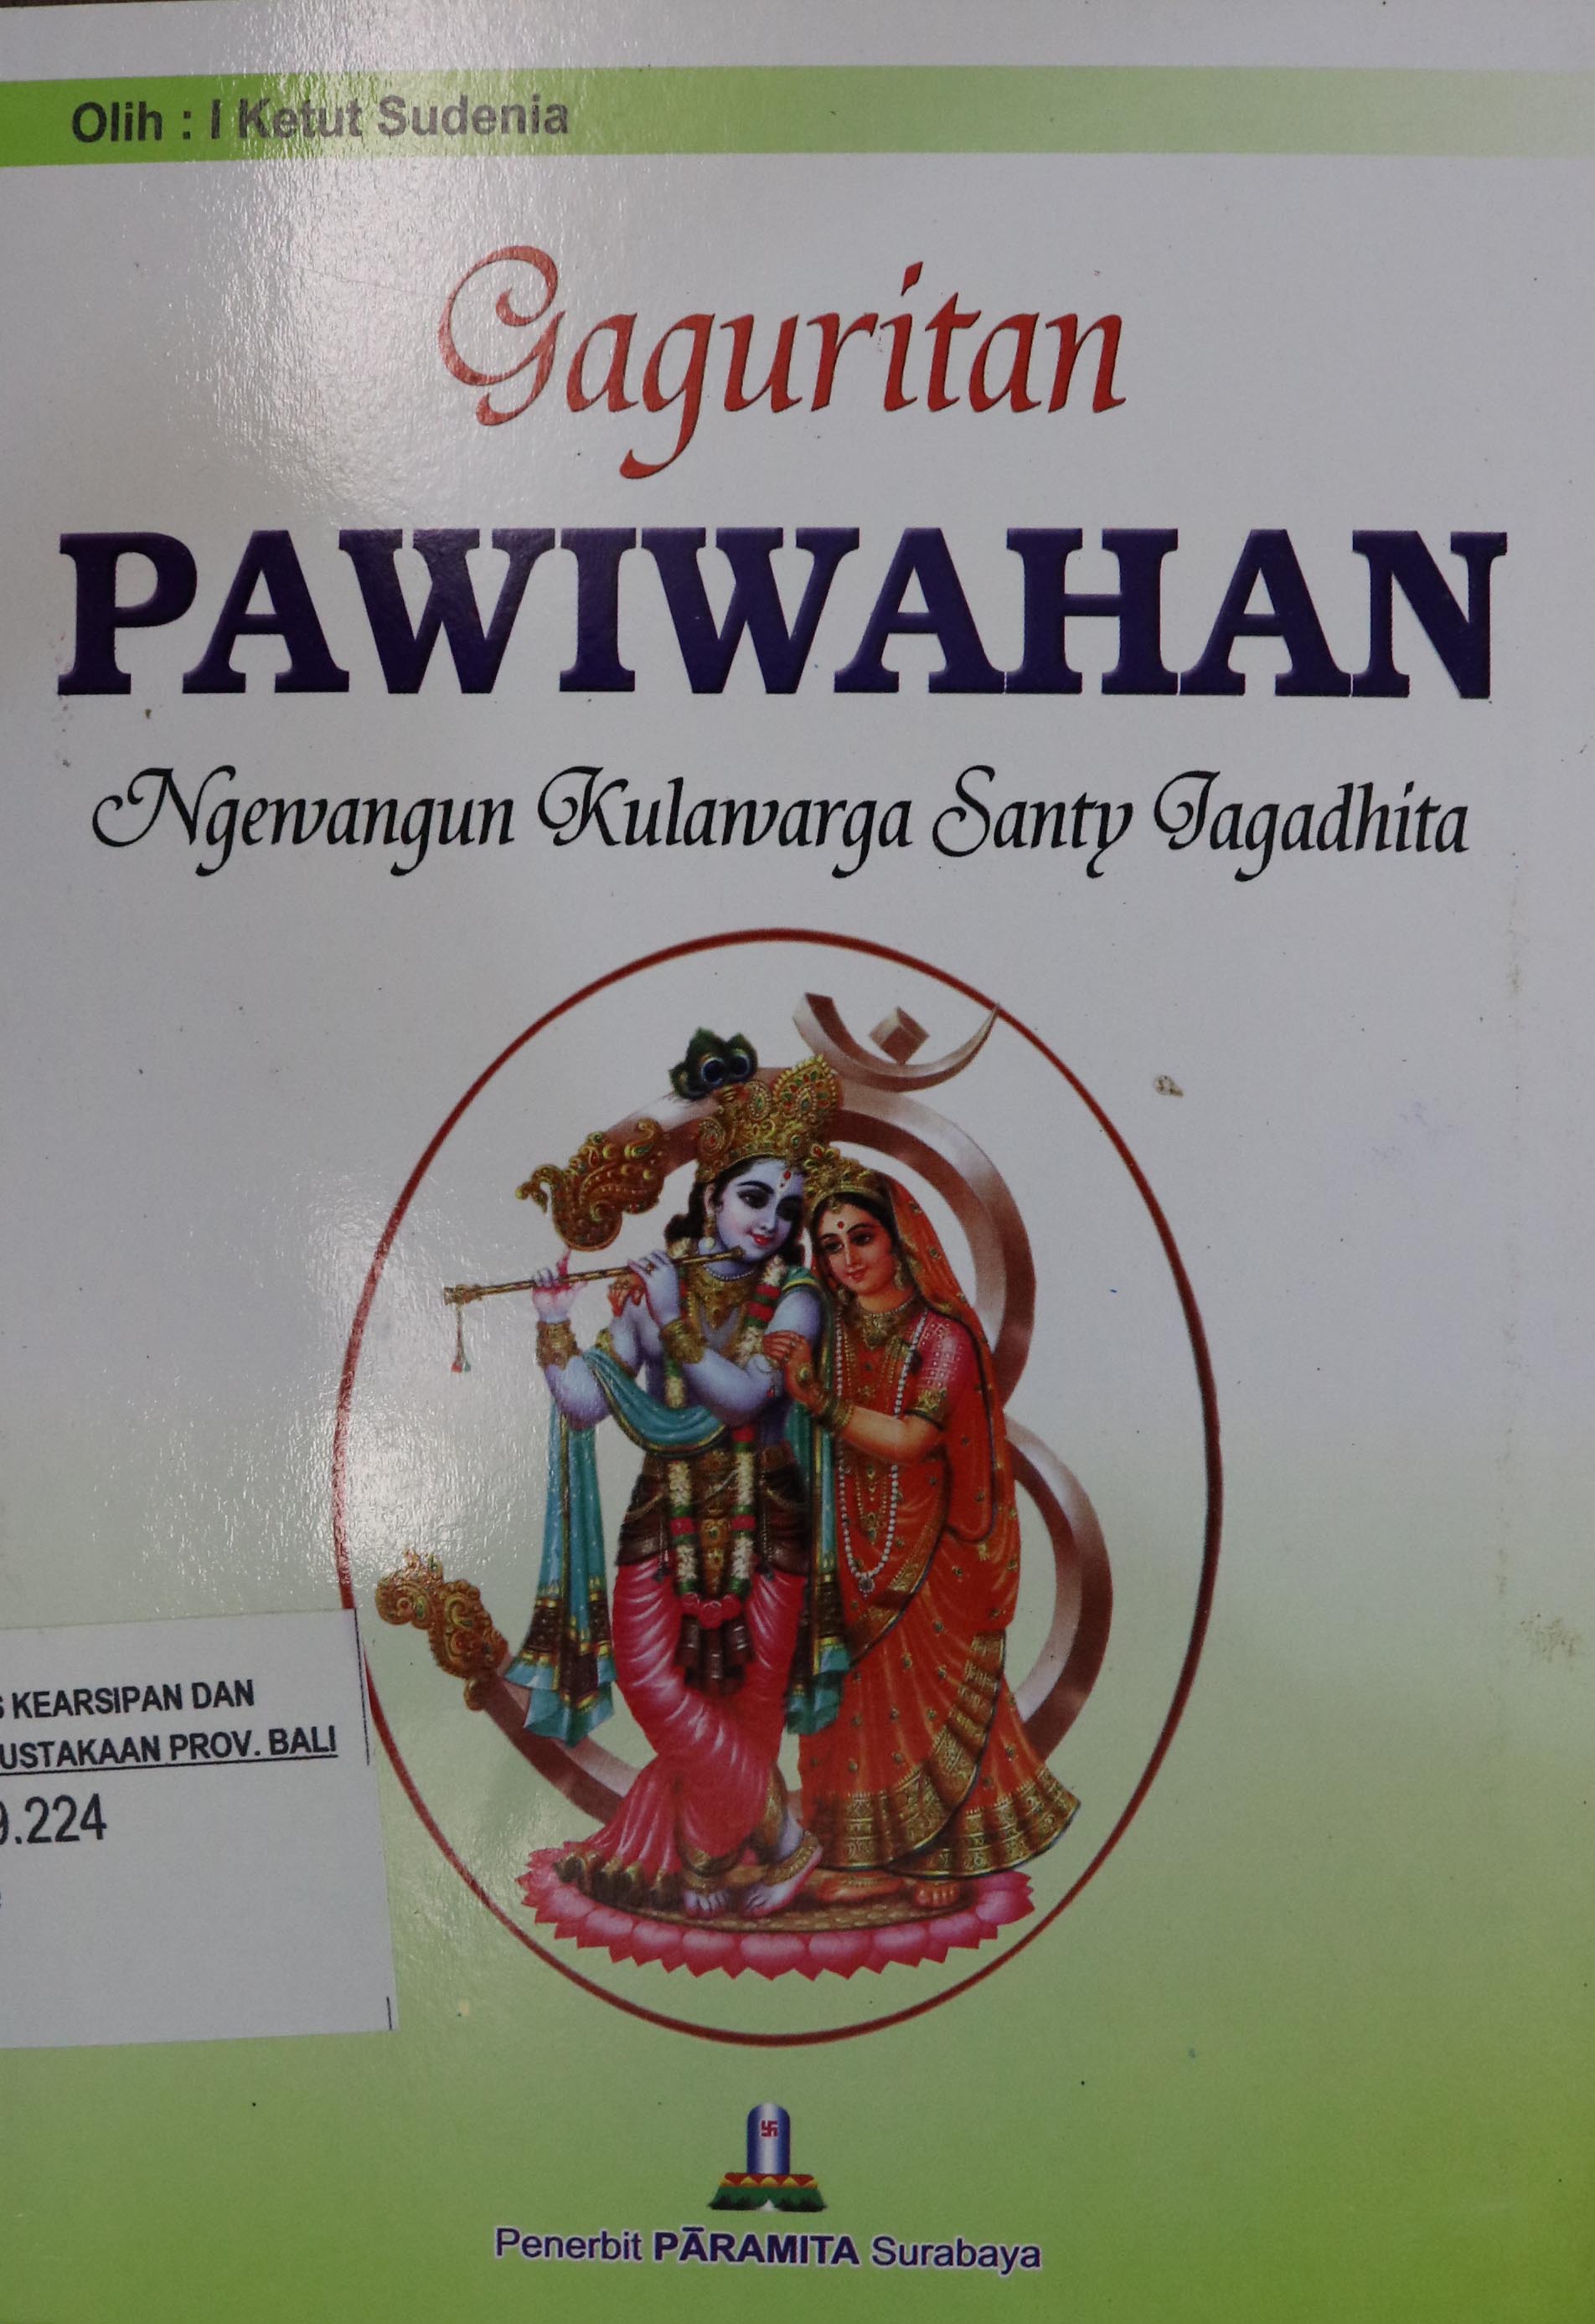 Olih : I Ketut Sudenia
Gaguritan
PAWIWAHAN
Ngewangun Kulawarga Santy Jagadhita
KEARSIPAN DAN
USTAKAAN PROV. BALI
.224
Penerbit PĀRAMITA Surabaya